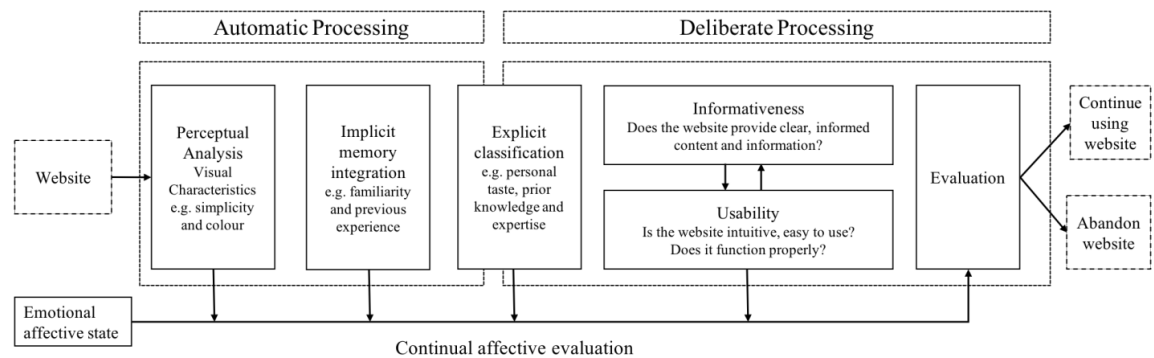 Automatic Processing
Deliberate Processing
Website
Perceptual
Analysis
Visual
Characteristics
e.g. simplicity
and colour
Implicit
memory
integration
e.g. familiarity
and previous
experience
Explicit
classification
e.g. personal
taste, prior
knowledge and
expertise
Informativeness
Does the website provide clear, informed
content and information?
Usability
Is the website intuitive, easy to use?
Does it function properly?
Evaluation
Continue
using
website
Abandon
website
Emotional
affective state
Continual affective evaluation